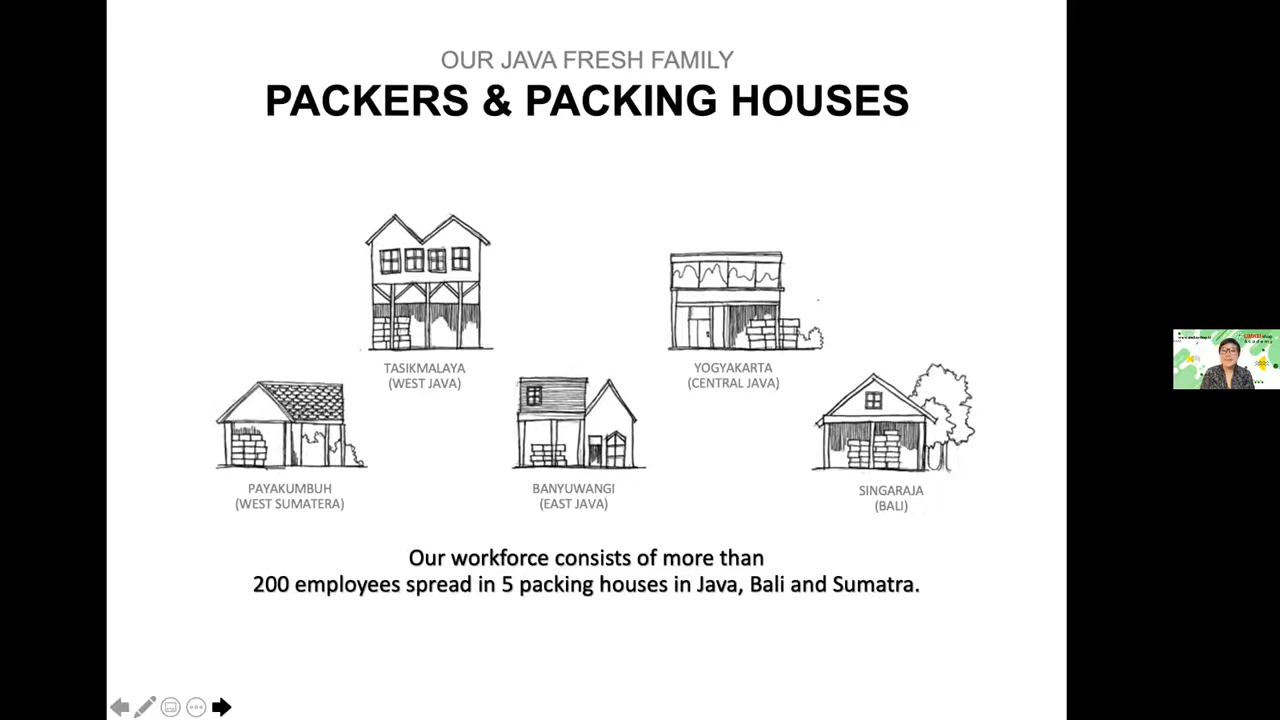 OUR JAVA FRESH FAMILY
PACKERS & PACKING HOUSES
TASIKMALAYA
(WEST JAVA)
YOGYAKARTA
(CENTRAL JAVA)
PAYAKUMBUH
(WEST SUMATERA)
BANYUWANGI
(EAST JAVA)
SINGARAJA
(BALI)
Our workforce consists of more than
200 employees spread in 5 packing houses in Java, Bali and Sumatra.